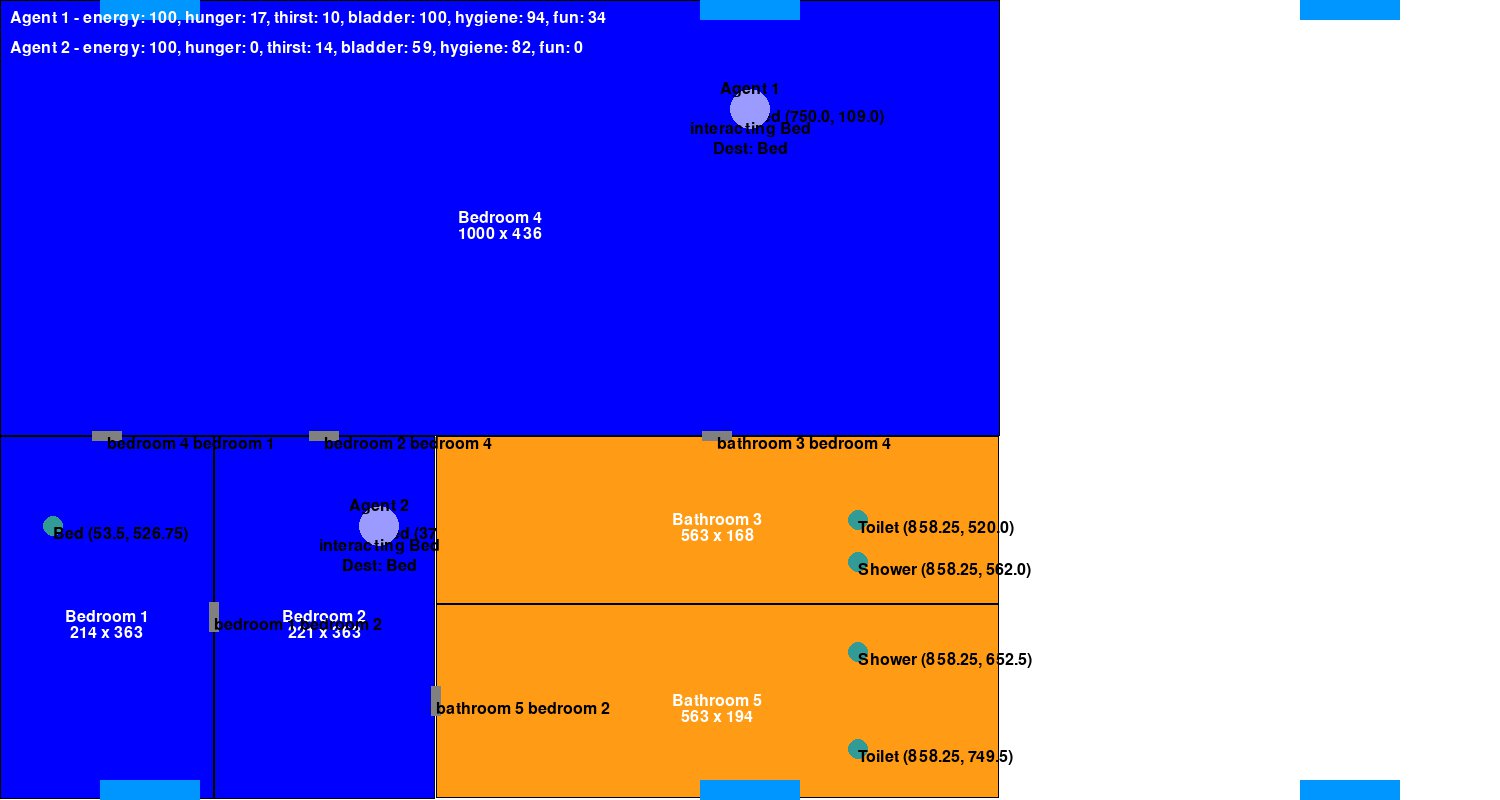 Agent 1 - energy: 100, hunger: 17, thirst: 10, bladder: 100, hygiene: 94, fun: 34
Agent 2 - energy: 100, hunger: 0, thirst: 14, bladder: 59, hygiene: 82, fun: 0
Agent 1
(750.0, 109.0)
Interacting Bed
Dest: Bed
Bedroom 4
1000 x 436
bedroom 4 bedroom 1
bedroom 2 bedroom 4
bathroom 3 bedroom 4
Agent 2
Bed (53.5, 526.75)
Interacting Bed
Dest: Bed
Bathroom 3
563 x 168
Toilet (858.25, 520.0)
Shower (858.25, 562.0)
Bedroom 1
214 x 363
Bedroom 2
221 x 363
bedroom 1 bedroom 2
Shower (858.25, 652.5)
Bathroom 5
563 x 194
bathroom 5 bedroom 2
Toilet (858.25, 749.5)